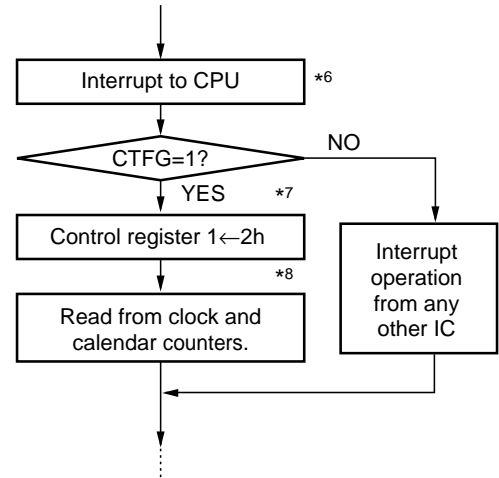 Interrupt to CPU
*6
CTFG=1?
NO
YES
*7
Control register 1←2h
*8
Read from clock and
calendar counters.
Interrupt
operation
from any
other IC